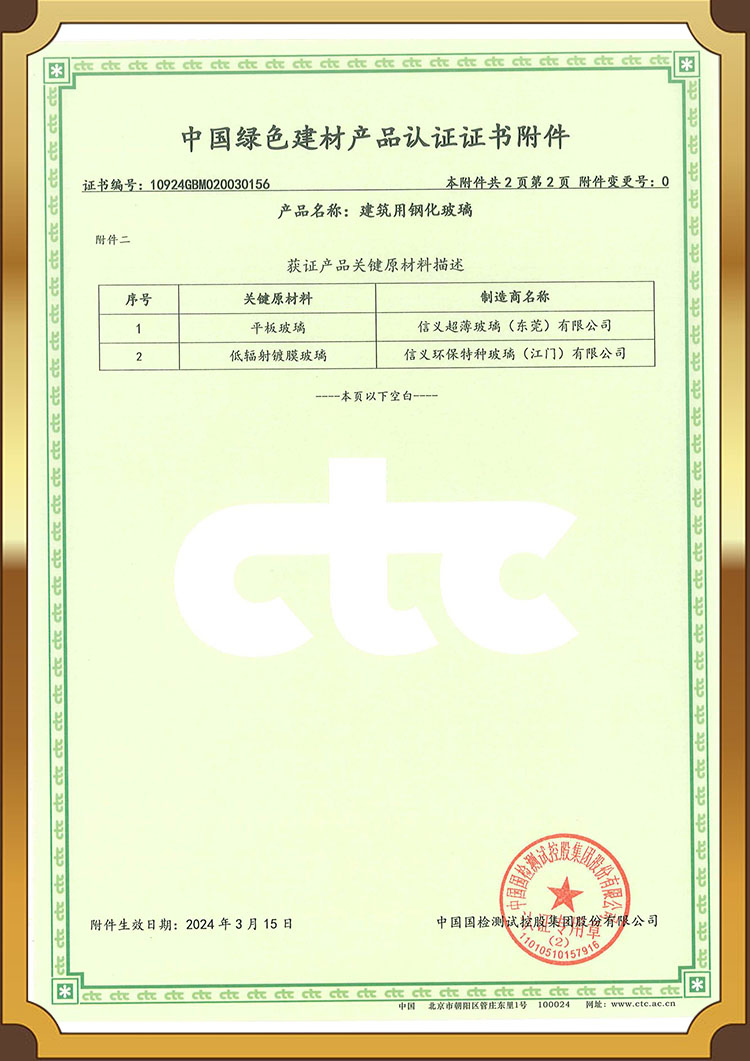 中国绿色建材产品认证证书附件
证书编号：10924GBM020030156 本附件共2页第2页 附件变更号：0
产品名称：建筑用钢化玻璃
附件二
获证产品关键原材料描述
序号 关键原材料 制造商名称
1 平板玻璃 信义超薄玻璃（东莞）有限公司
2 低辐射镀膜玻璃 信义环保特种玻璃（江门）有限公司
----本页以下空白----
ctc
中国国检测试控股集团股份有限公司
认证专用章
(2)
11010510157916
附件生效日期：2024年3月15日 中国国检测试控股集团股份有限公司
中国 北京市朝阳区管庄东里1号 100024 网址：www.ctc.ac.cn